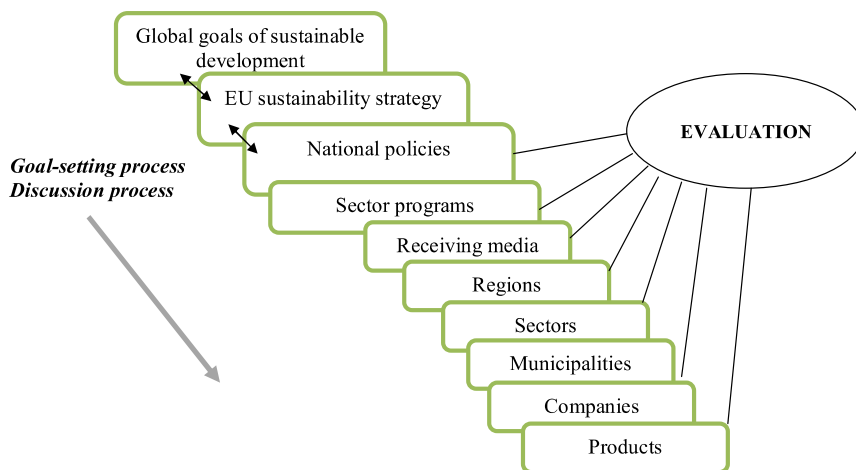 Global goals of sustainable
development
EU sustainability strategy
EVALUATION
National policies
Goal-setting process
Discussion process
Sector programs
Receiving media
Regions
Sectors
Municipalities
Companies
Products